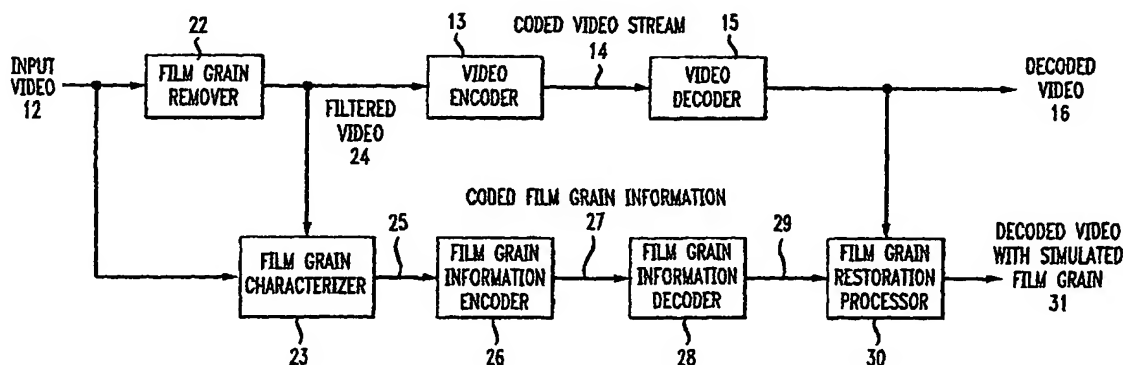 22
13
CODED VIDEO STREAM
14
15
INPUT
VIDEO
12
FILM GRAIN
REMOVER
VIDEO
ENCODER
VIDEO
DECODER
DECODED
VIDEO
16
FILTERED
VIDEO
24
CODED FILM GRAIN INFORMATION
25
27
29
FILM GRAIN
CHARACTERIZER
FILM GRAIN
INFORMATION
ENCODER
FILM GRAIN
INFORMATION
DECODER
FILM GRAIN
RESTORATION
PROCESSOR
DECODED VIDEO
WITH SIMULATED
FILM GRAIN
31
23
26
28
30